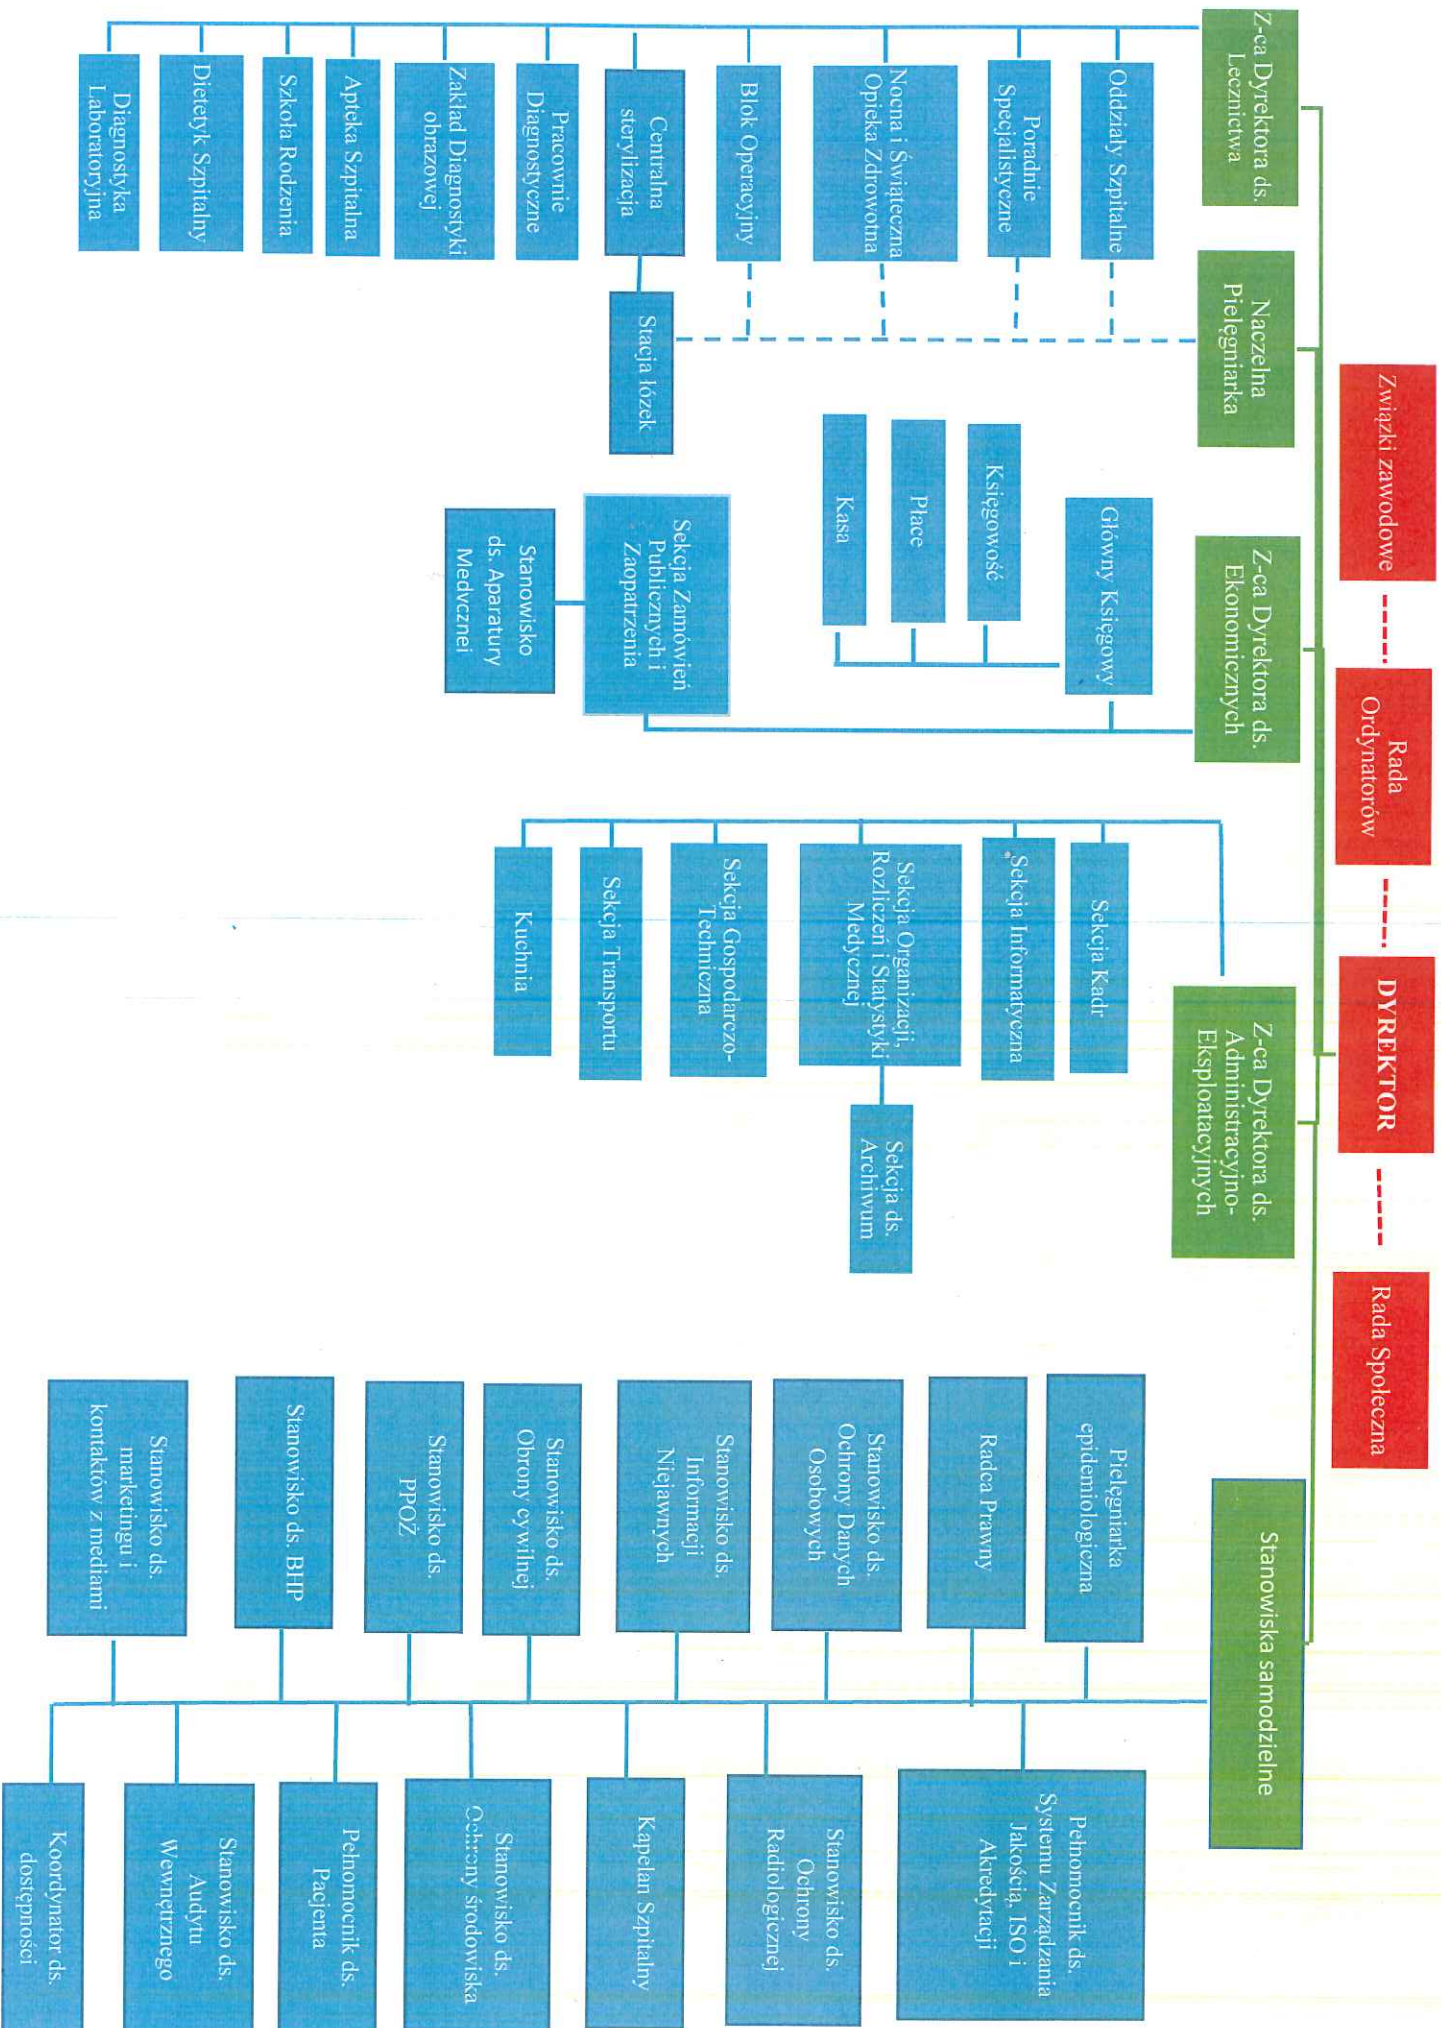 Związki zawodowe
Rada
Ordynatorów
DYREKTOR
Rada Społeczna
Z-ca Dyrektora ds.
Lecznictwa
Naczelna
Pielęgniarka
Z-ca Dyrektora ds.
Ekonomicznych
Z-ca Dyrektora ds.
Administracyjno-
Eksploatacyjnych
Stanowiska samodzielne
Oddziały Szpitalne
Poradnie
Specjalistyczne
Nocna i Świąteczna
Opieka Zdrowotna
Blok Operacyjny
Centralna
sterylizacja
Stacja łóżek
Pracownie
Diagnostyczne
Zakład Diagnostyki
obrazowej
Apteka Szpitalna
Szkoła Rodzenia
Dietetyk Szpitalny
Diagnostyka
Laboratoryjna
Główny Księgowy
Księgowość
Płace
Kasa
Sekcja Zamówień
Publicznych i
Zaopatrzenia
Stanowisko
ds. Aparatury
Medycznej
Sekcja Kadr
Sekcja Informatyczna
Sekcja Organizacji,
Rozliczeń i Statystyki
Medycznej
Sekcja ds.
Archiwum
Sekcja Gospodarczo-
Techniczna
Sekcja Transportu
Kuchnia
Pielęgniarka
epidemiologiczna
Radca Prawny
Stanowisko ds.
Ochrony Danych
Osobowych
Stanowisko ds.
Informacji
Niejawnych
Stanowisko ds.
Obrony cywilnej
Stanowisko ds.
PPOŻ
Stanowisko ds. BHP
Stanowisko ds.
marketingu i
kontaktów z mediami
Pełnomocnik ds.
Systemu Zarządzania
Jakością, ISO i
Akredytacji
Stanowisko ds.
Ochrony
Radiologicznej
Kapelan Szpitalny
Stanowisko ds.
Ochrony środowiska
Pełnomocnik ds.
Pacjenta
Stanowisko ds.
Audytu
Wewnętrznego
Koordynator ds.
dostępności